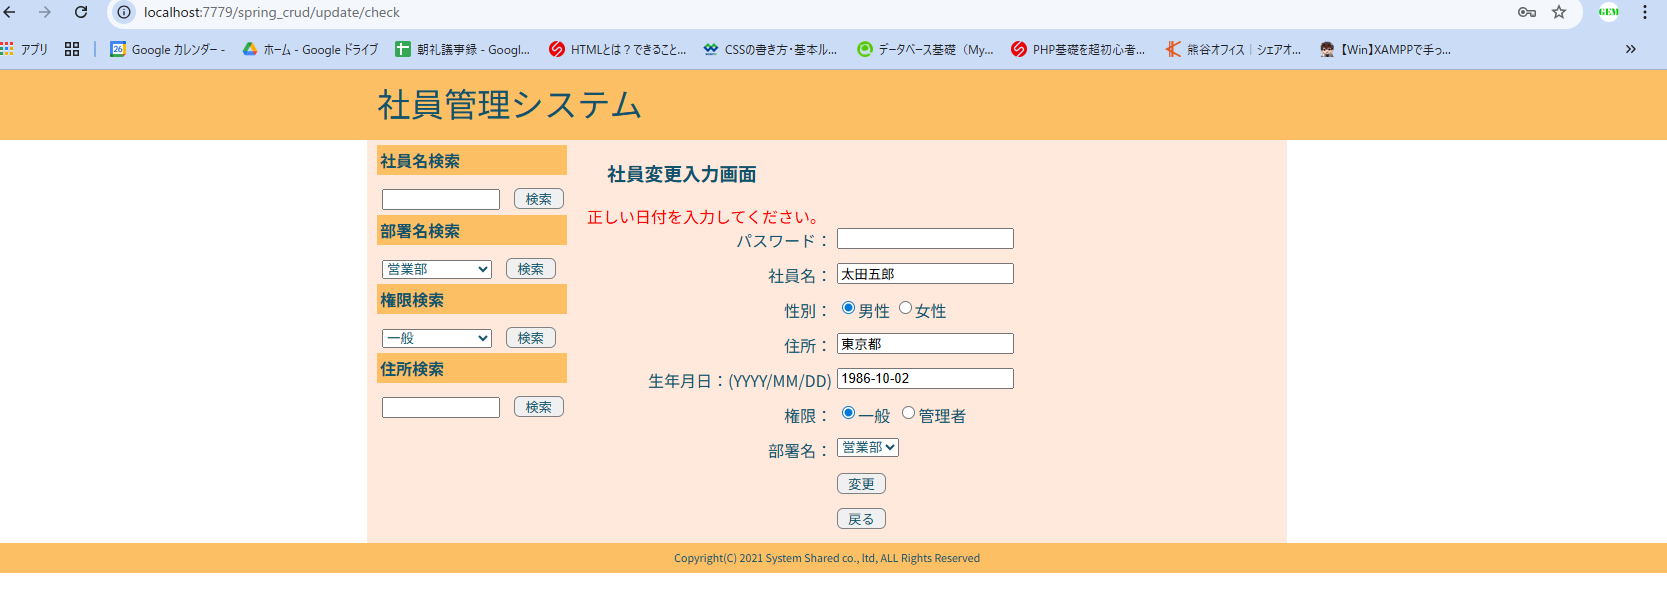 localhost:7779/spring_crud/update/check
GEM
アプリ
26
Google カレンダー -
ホーム - Google ドライブ
朝礼議事録 - Googl...
HTMLとは？できること...
CSSの書き方・基本ル...
データベース基礎（My...
PHP基礎を超初心者...
熊谷オフィス｜シェアオ...
【Win】XAMPPで手っ...
»
社員管理システム
社員名検索
検索
部署名検索
営業部 検索
権限検索
一般 検索
住所検索
検索
社員変更入力画面
正しい日付を入力してください。
パスワード：
社員名： 太田五郎
性別： 男性 女性
住所： 東京都
生年月日：(YYYY/MM/DD) 1986-10-02
権限： 一般 管理者
部署名： 営業部
変更
戻る
Copyright(C) 2021 System Shared co., ltd, ALL Rights Reserved